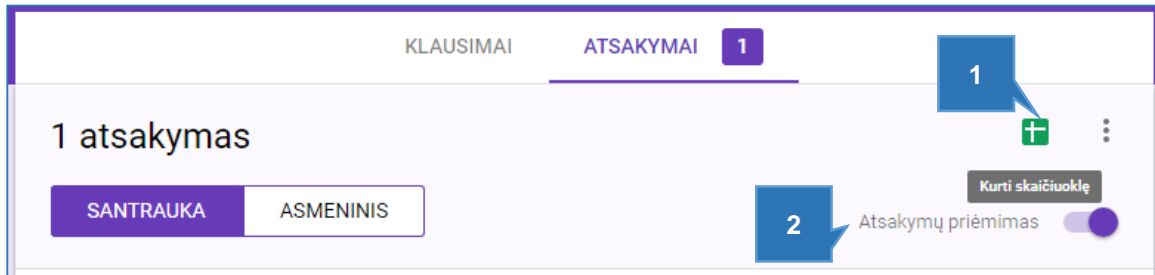 KLAUSIMAI ATSAKYMAI 1
1
1 atsakymas
Kurti skaičiuoklę
SANTRAUKA ASMENINIS
2 Atsakymų priėmimas